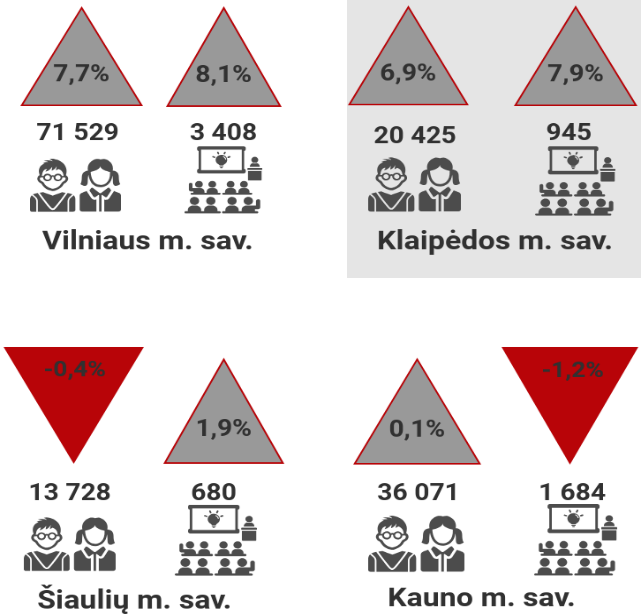 7,7% 8,1%
71 529 3 408
Vilniaus m. sav.
6,9% 7,9%
20 425 945
Klaipėdos m. sav.
-0,4% 1,9%
13 728 680
Šiaulių m. sav.
0,1% -1,2%
36 071 1 684
Kauno m. sav.